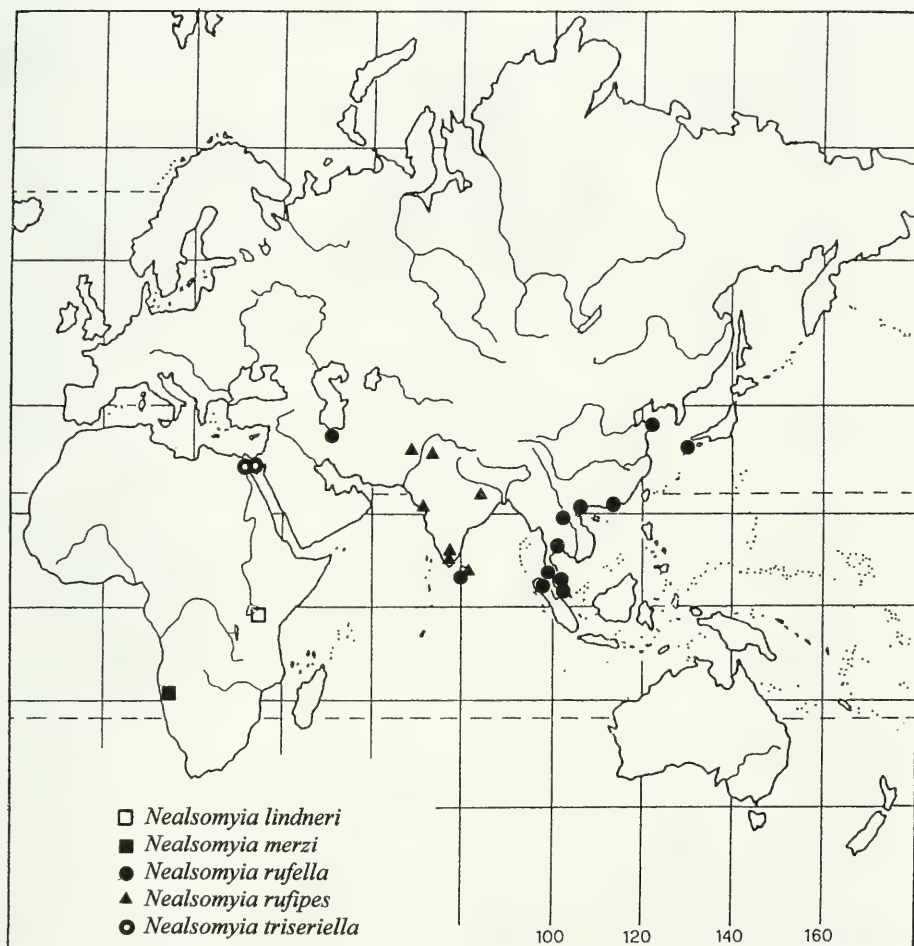 Nealsomyia lindneri
Nealsomyia merzi
Nealsomyia rufella
Nealsomyia rufipes
Nealsomyia triseriella
100 120 140 160